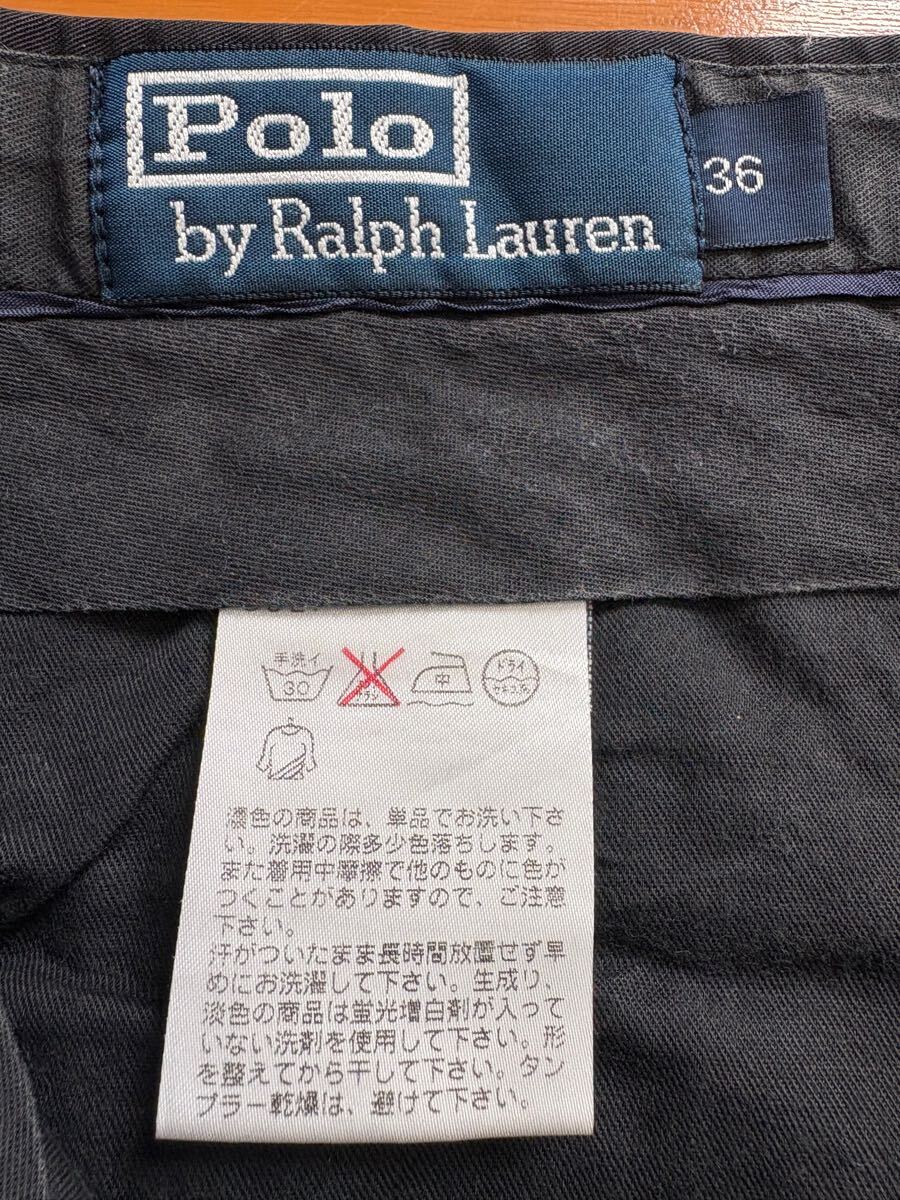 Polo
by Ralph Lauren
36
手洗イ
30
中
ドライ
セキユ系
濃色の商品は、単品でお洗い下さ
い。洗濯の際多少色落ちします。
また着用中摩擦で他のものに色が
つくことがありますので、ご注意
下さい。
汗がついたまま長時間放置せず早
めにお洗濯して下さい。生成り、
淡色の商品は蛍光増白剤が入って
いない洗剤を使用して下さい。形
を整えてから干して下さい。タン
ブラー乾燥は、避けて下さい。